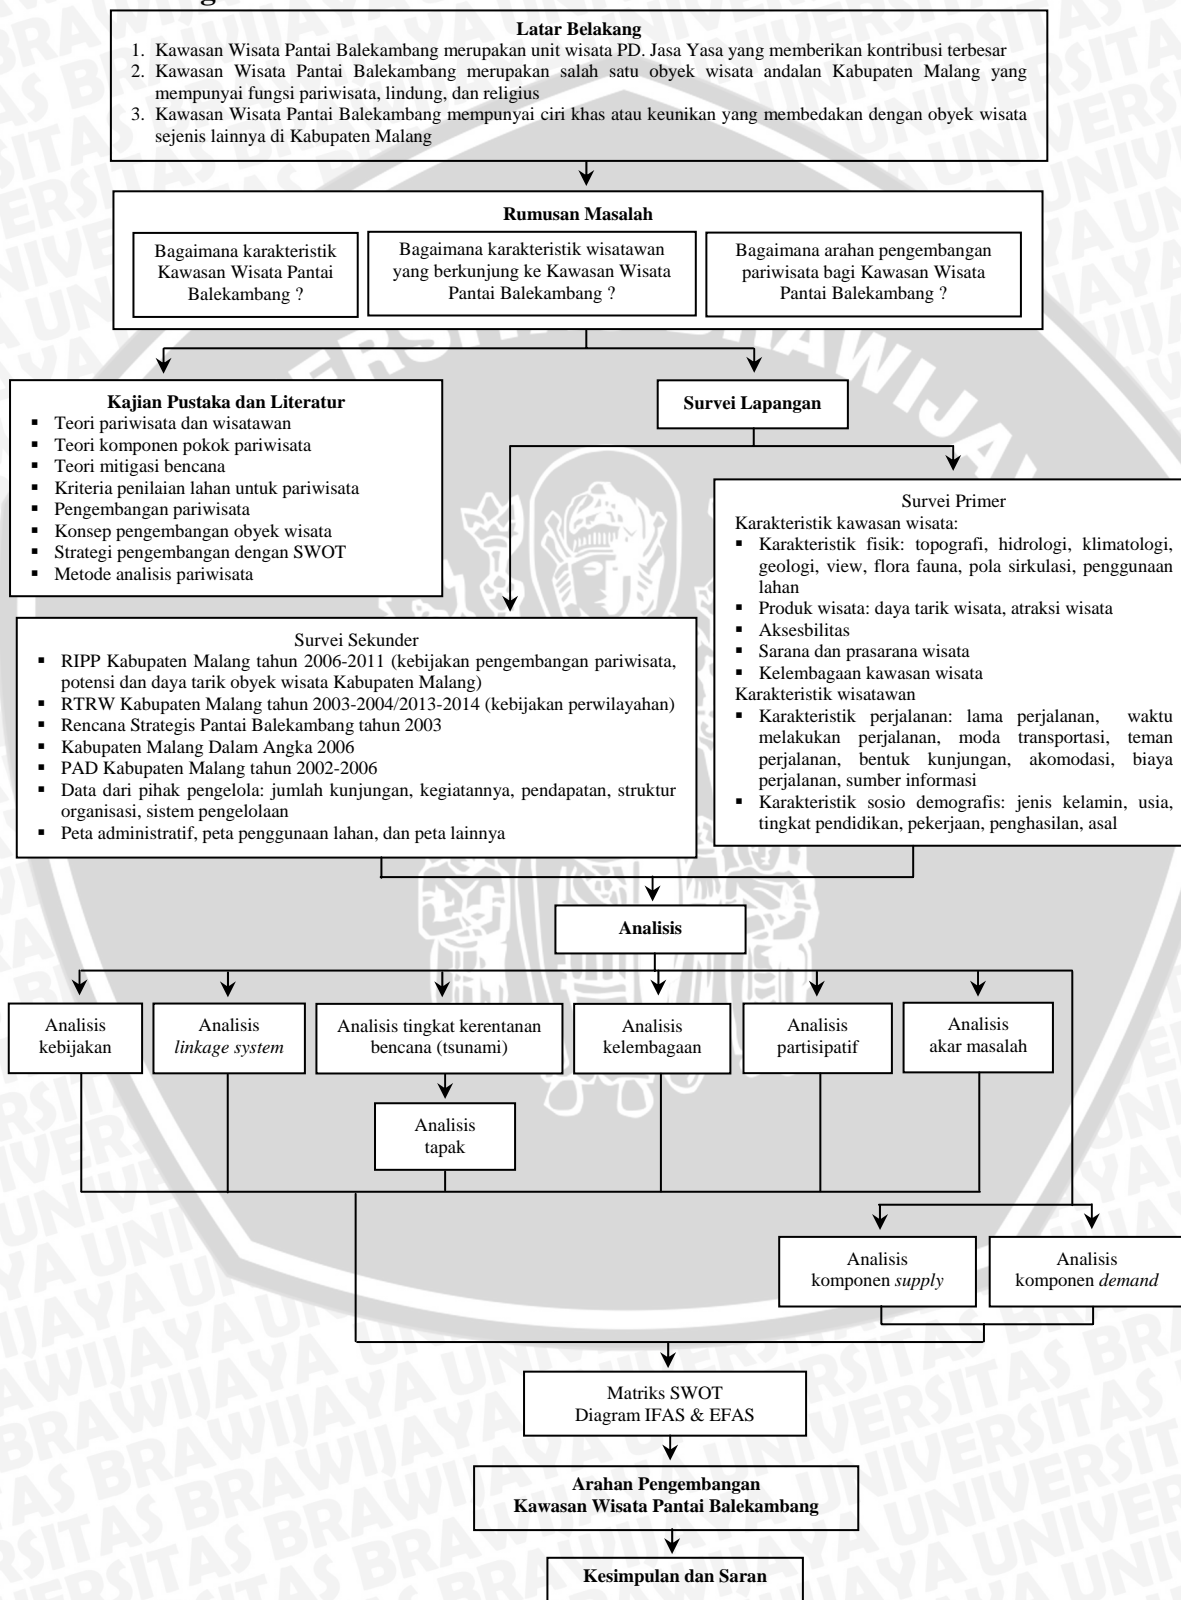 Latar Belakang
1. Kawasan Wisata Pantai Balekambang merupakan unit wisata PD. Jasa Yasa yang memberikan kontribusi terbesar
2. Kawasan Wisata Pantai Balekambang merupakan salah satu obyek wisata andalan Kabupaten Malang yang
mempunyai fungsi pariwisata, lindung, dan religius
3. Kawasan Wisata Pantai Balekambang mempunyai ciri khas atau keunikan yang membedakan dengan obyek wisata
sejenis lainnya di Kabupaten Malang
Rumusan Masalah
Bagaimana karakteristik
Kawasan Wisata Pantai
Balekambang ?
Bagaimana karakteristik wisatawan
yang berkunjung ke Kawasan Wisata
Pantai Balekambang ?
Bagaimana arahan pengembangan
pariwisata bagi Kawasan Wisata
Pantai Balekambang ?
Kajian Pustaka dan Literatur
▪ Teori pariwisata dan wisatawan
▪ Teori komponen pokok pariwisata
▪ Teori mitigasi bencana
▪ Kriteria penilaian lahan untuk pariwisata
▪ Pengembangan pariwisata
▪ Konsep pengembangan obyek wisata
▪ Strategi pengembangan dengan SWOT
▪ Metode analisis pariwisata
Survei Lapangan
Survei Primer
Karakteristik kawasan wisata:
▪ Karakteristik fisik: topografi, hidrologi, klimatologi,
geologi, view, flora fauna, pola sirkulasi, penggunaan
lahan
▪ Produk wisata: daya tarik wisata, atraksi wisata
▪ Aksesbilitas
▪ Sarana dan prasarana wisata
▪ Kelembagaan kawasan wisata
Karakteristik wisatawan
▪ Karakteristik perjalanan: lama perjalanan, waktu
melakukan perjalanan, moda transportasi, teman
perjalanan, bentuk kunjungan, akomodasi, biaya
perjalanan, sumber informasi
▪ Karakteristik sosio demografis: jenis kelamin, usia,
tingkat pendidikan, pekerjaan, penghasilan, asal
Survei Sekunder
▪ RIPP Kabupaten Malang tahun 2006-2011 (kebijakan pengembangan pariwisata,
potensi dan daya tarik obyek wisata Kabupaten Malang)
▪ RTRW Kabupaten Malang tahun 2003-2004/2013-2014 (kebijakan perwilayahan)
▪ Rencana Strategis Pantai Balekambang tahun 2003
▪ Kabupaten Malang Dalam Angka 2006
▪ PAD Kabupaten Malang tahun 2002-2006
▪ Data dari pihak pengelola: jumlah kunjungan, kegiatannya, pendapatan, struktur
organisasi, sistem pengelolaan
▪ Peta administratif, peta penggunaan lahan, dan peta lainnya
Analisis
Analisis
kebijakan
Analisis
linkage system
Analisis tingkat kerentanan
bencana (tsunami)
Analisis
kelembagaan
Analisis
partisipatif
Analisis
akar masalah
Analisis
tapak
Analisis
komponen supply
Analisis
komponen demand
Matriks SWOT
Diagram IFAS & EFAS
Arahan Pengembangan
Kawasan Wisata Pantai Balekambang
Kesimpulan dan Saran